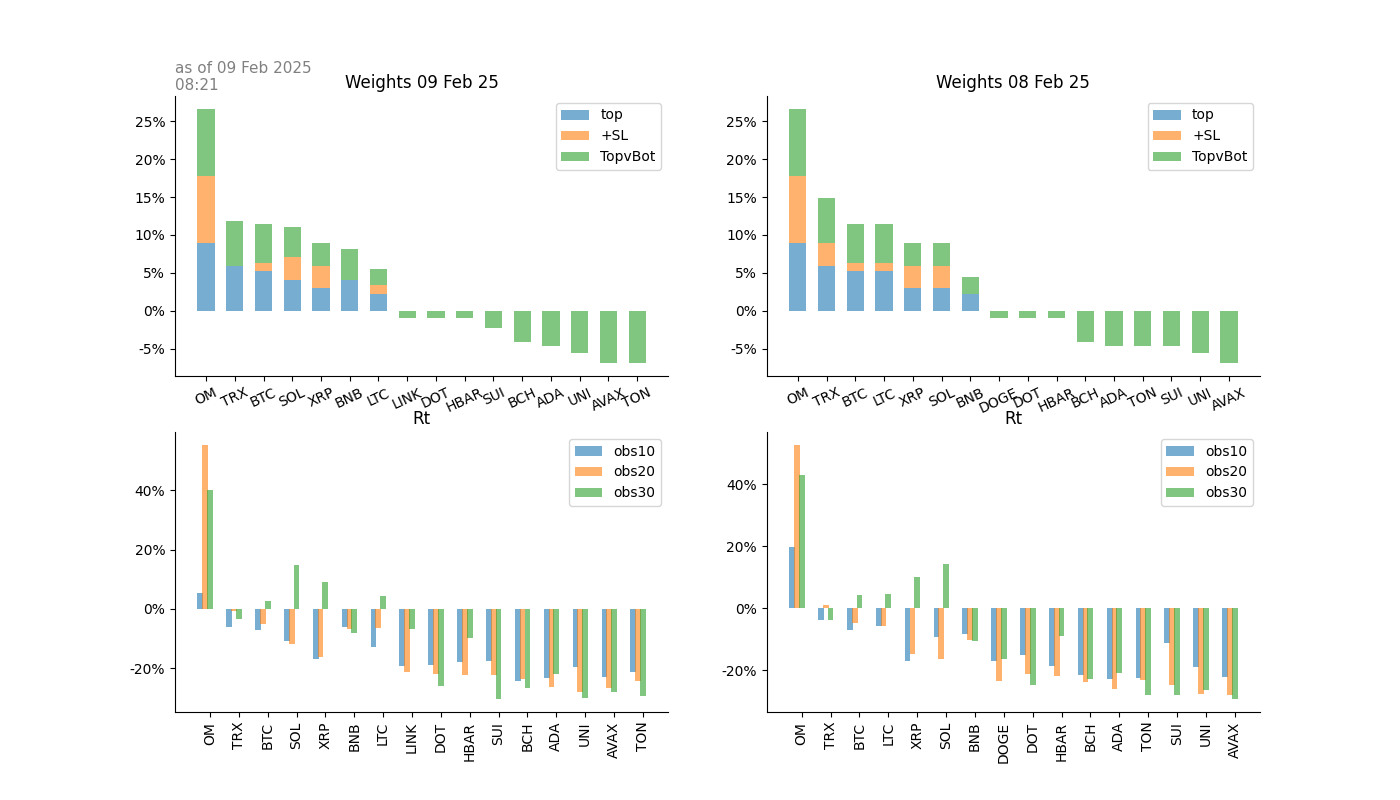 as of 09 Feb 2025
08:21
Weights 09 Feb 25
25%
20%
15%
10%
5%
0%
-5%
top
+SL
TopvBot
OM TRX BTC SOL XRP BNB LTC LINK DOT HBAR SUI BCH ADA UNI AVAX TON
Weights 08 Feb 25
25%
20%
15%
10%
5%
0%
-5%
top
+SL
TopvBot
OM TRX BTC LTC XRP SOL BNB DOGE DOT HBAR BCH ADA TON SUI UNI AVAX
Rt
40%
20%
0%
-20%
obs10
obs20
obs30
OM TRX BTC SOL XRP BNB LTC LINK DOT HBAR SUI BCH ADA UNI AVAX TON
Rt
40%
20%
0%
-20%
obs10
obs20
obs30
OM TRX BTC LTC XRP SOL BNB DOGE DOT HBAR BCH ADA TON SUI UNI AVAX